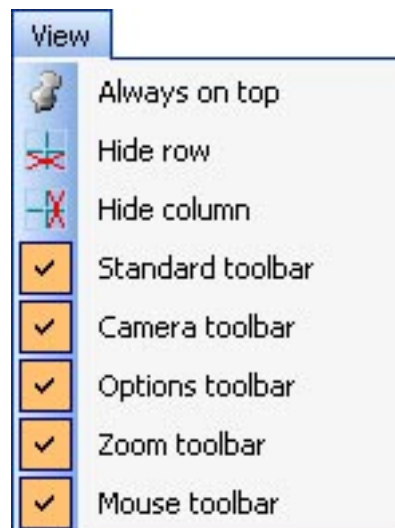 View
Always on top
Hide row
Hide column
Standard toolbar
Camera toolbar
Options toolbar
Zoom toolbar
Mouse toolbar